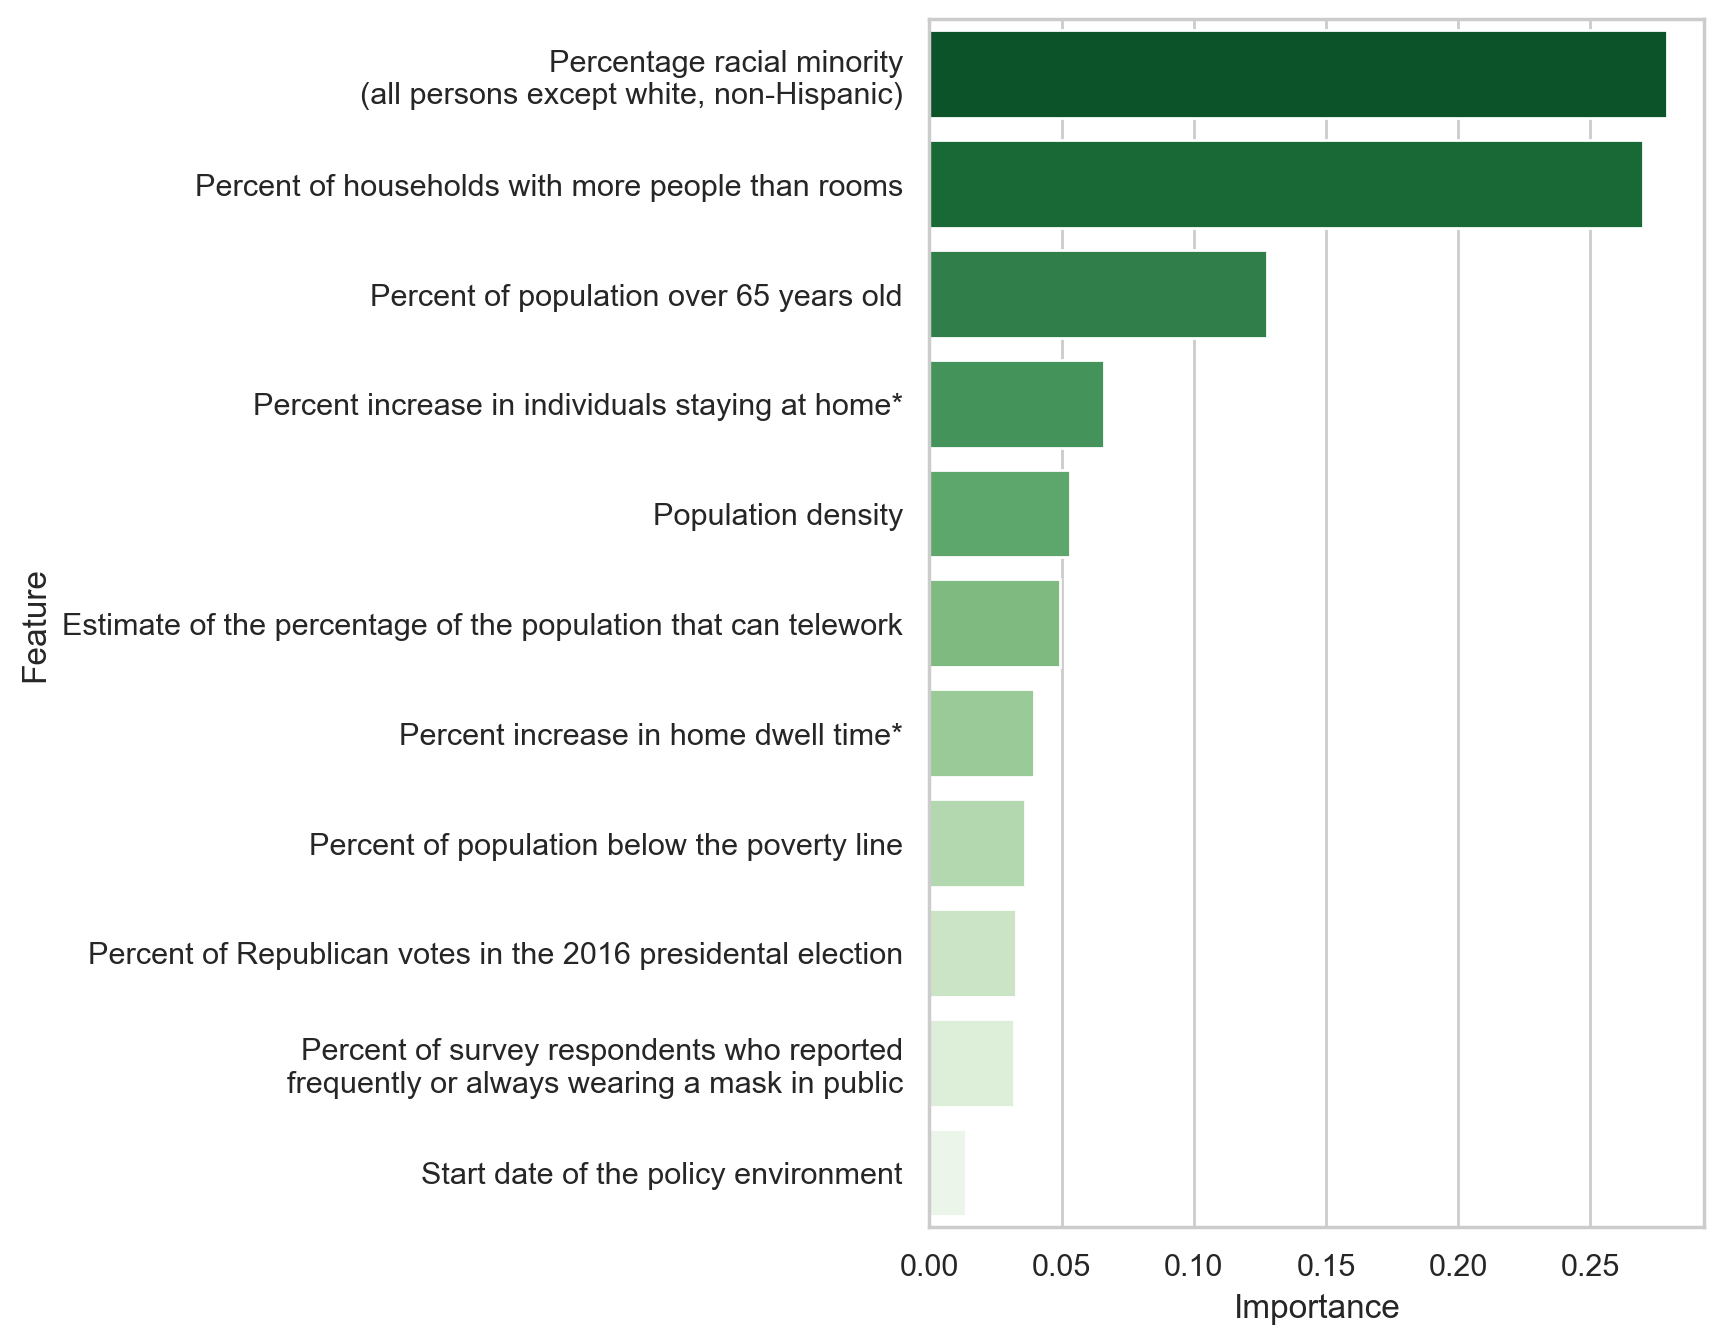 Percentage racial minority
(all persons except white, non-Hispanic)
Percent of households with more people than rooms
Percent of population over 65 years old
Percent increase in individuals staying at home*
Population density
Estimate of the percentage of the population that can telework
Percent increase in home dwell time*
Percent of population below the poverty line
Percent of Republican votes in the 2016 presidental election
Percent of survey respondents who reported
frequently or always wearing a mask in public
Start date of the policy environment
Feature
0.00 0.05 0.10 0.15 0.20 0.25
Importance